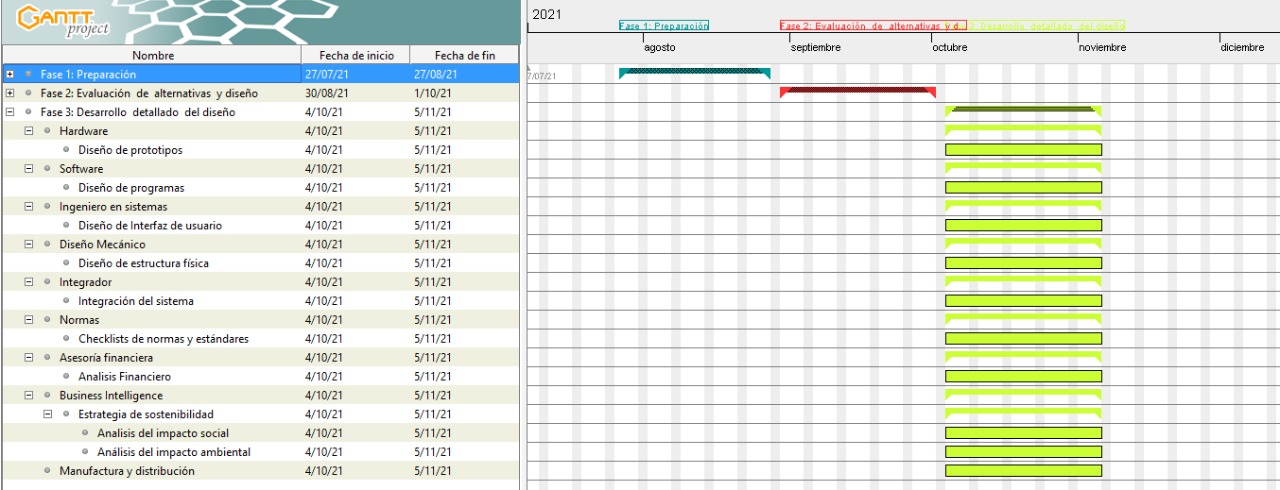 GANTT
project
2021
Fase 1: Preparación
Fase 2: Evaluación de alternativas y d...
3: Desarrollo detallado del diseño
Nombre Fecha de inicio Fecha de fin
agosto septiembre octubre noviembre diciembre
Fase 1: Preparación 27/07/21 27/08/21
7/07/21
Fase 2: Evaluación de alternativas y diseño 30/08/21 1/10/21
Fase 3: Desarrollo detallado del diseño 4/10/21 5/11/21
Hardware 4/10/21 5/11/21
Diseño de prototipos 4/10/21 5/11/21
Software 4/10/21 5/11/21
Diseño de programas 4/10/21 5/11/21
Ingeniero en sistemas 4/10/21 5/11/21
Diseño de Interfaz de usuario 4/10/21 5/11/21
Diseño Mecánico 4/10/21 5/11/21
Diseño de estructura física 4/10/21 5/11/21
Integrador 4/10/21 5/11/21
Integración del sistema 4/10/21 5/11/21
Normas 4/10/21 5/11/21
Checklists de normas y estándares 4/10/21 5/11/21
Asesoría financiera 4/10/21 5/11/21
Analisis Financiero 4/10/21 5/11/21
Business Intelligence 4/10/21 5/11/21
Estrategia de sostenibilidad 4/10/21 5/11/21
Analisis del impacto social 4/10/21 5/11/21
Análisis del impacto ambiental 4/10/21 5/11/21
Manufactura y distribución 4/10/21 5/11/21